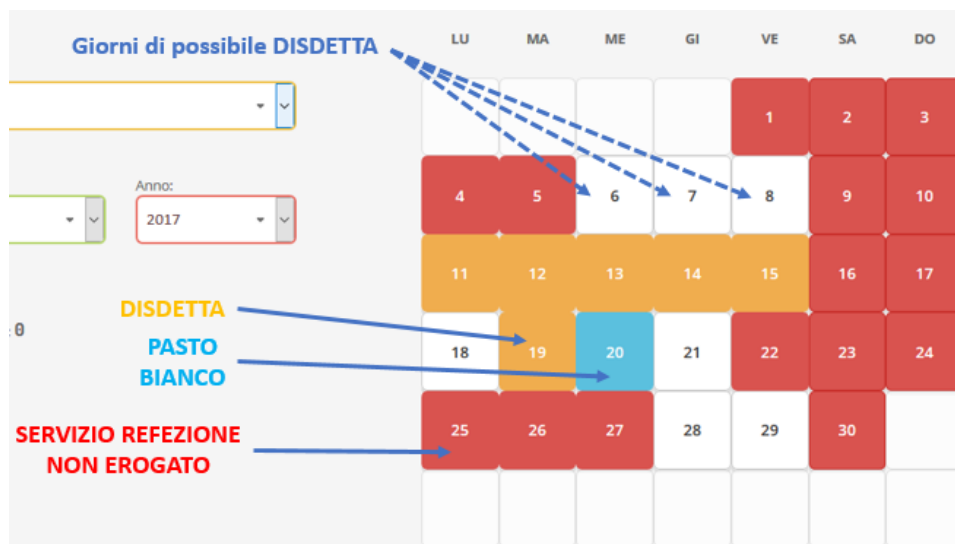 Giorni di possibile DISDETTA
LU MA ME GI VE SA DO
1 2 3
Anno:
2017
4 5 6 7 8 9 10
11 12 13 14 15 16 17
DISDETTA
: 0
PASTO
BIANCO
18 19 20 21 22 23 24
SERVIZIO REFEZIONE
NON EROGATO
25 26 27 28 29 30